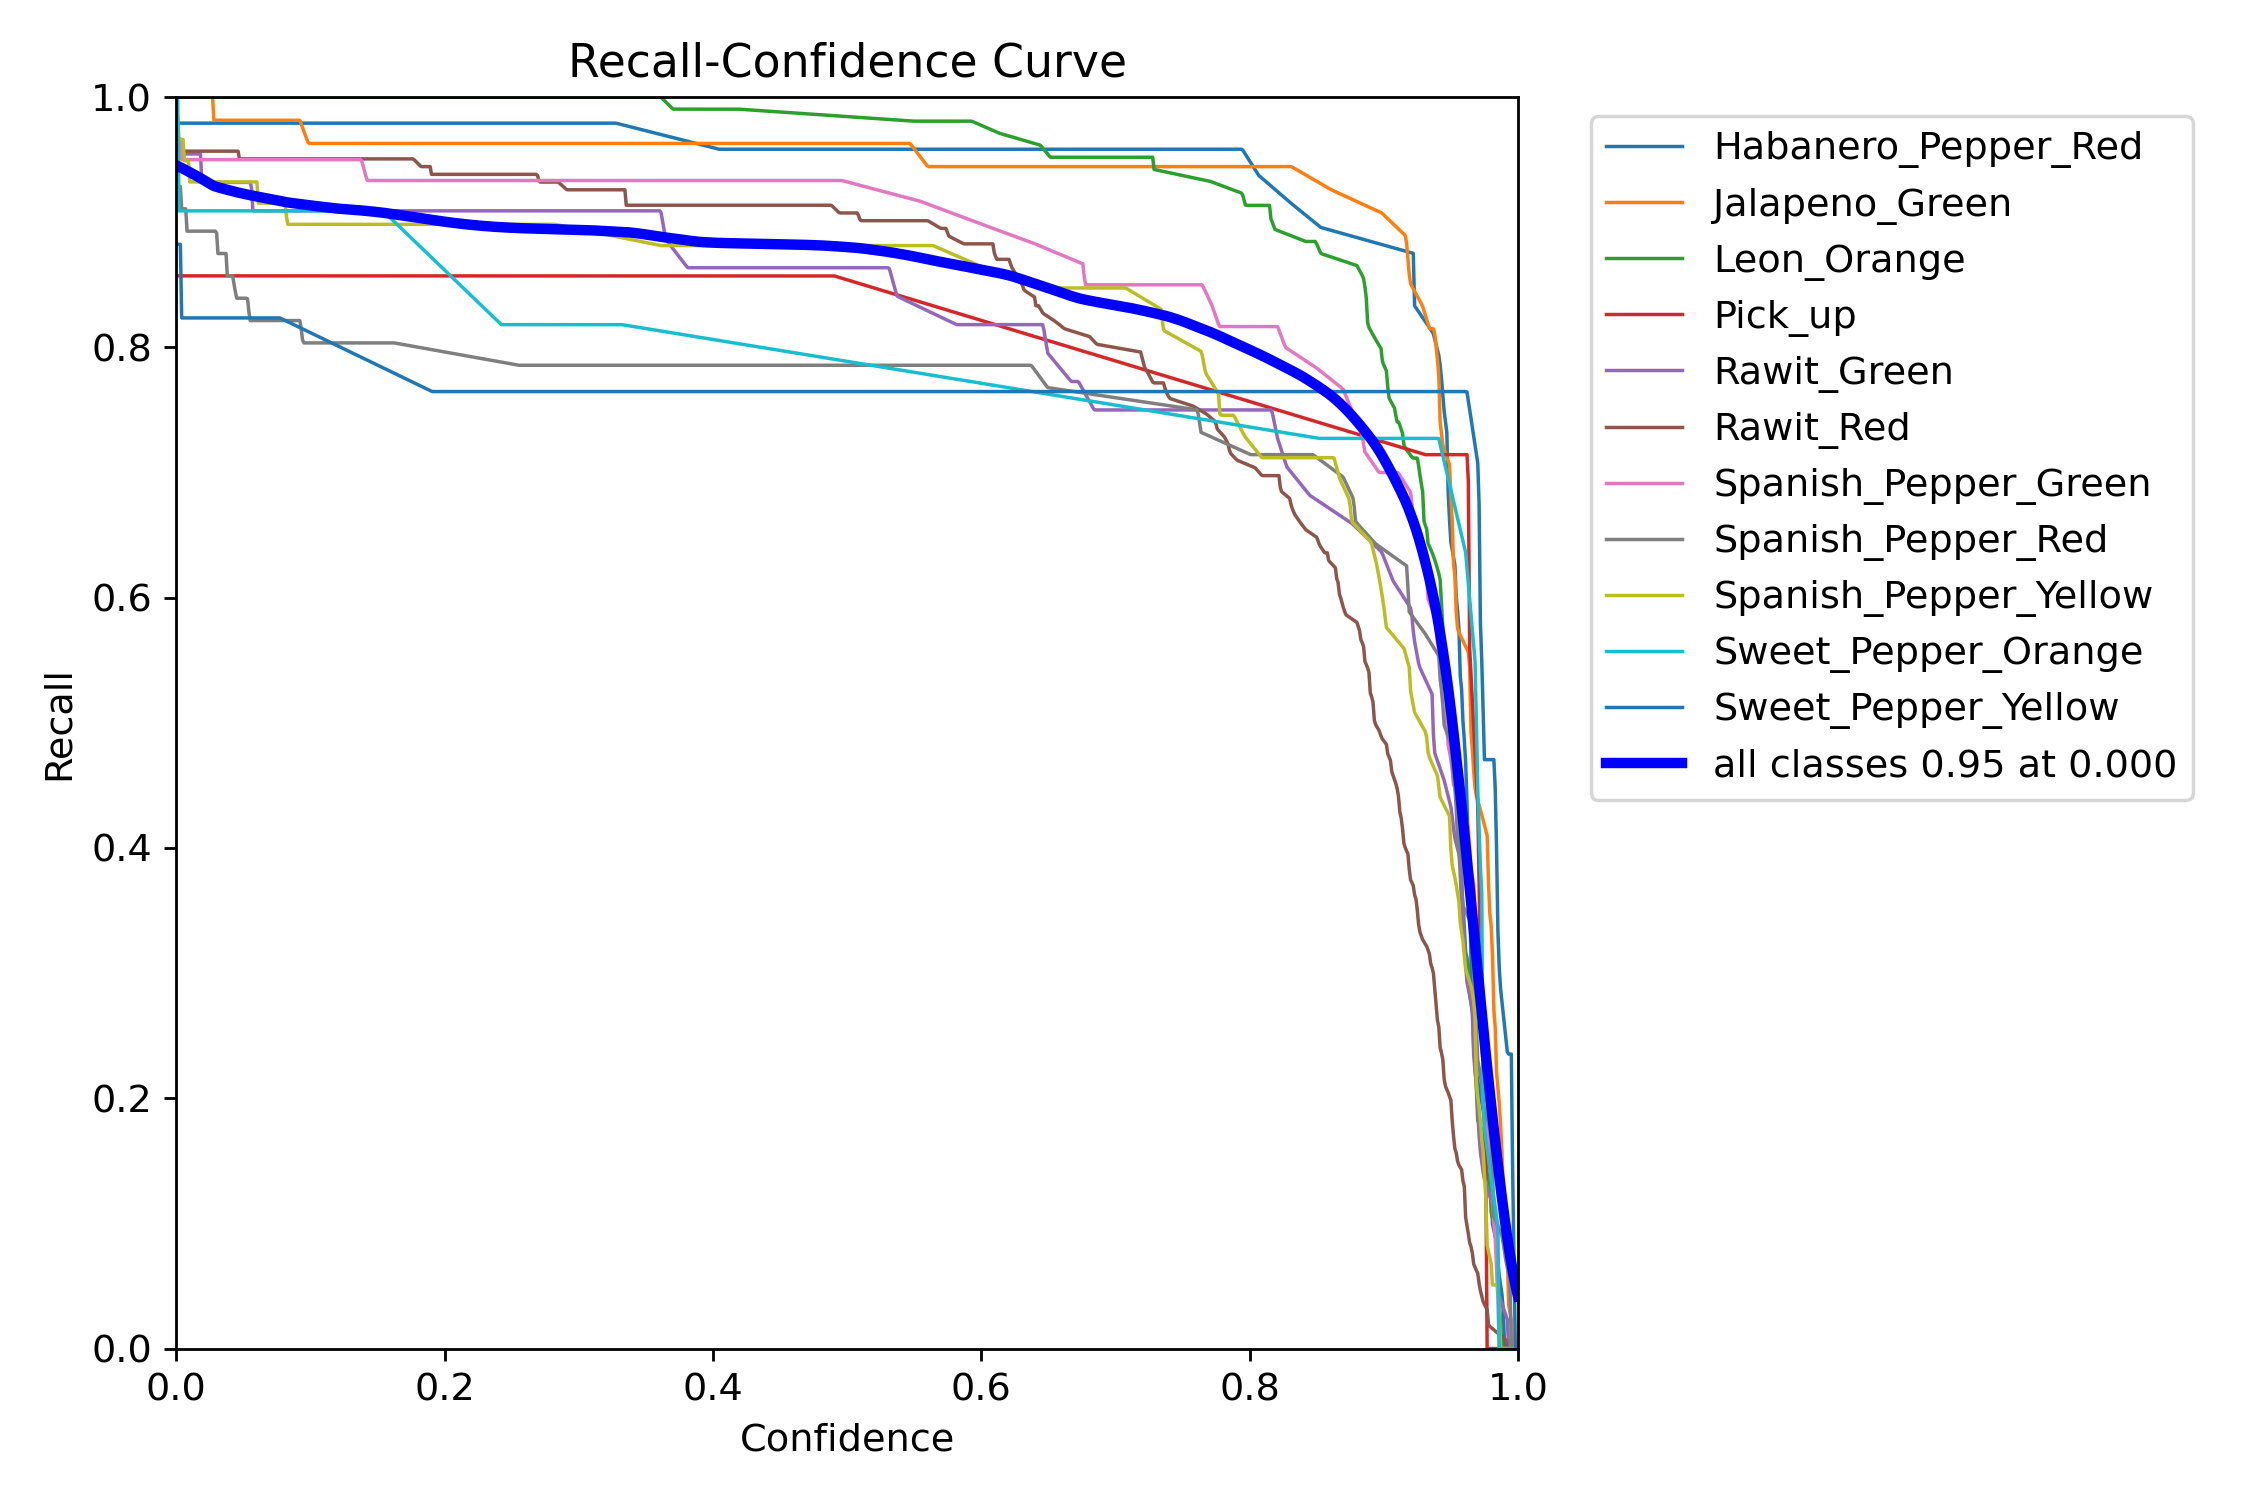 Recall-Confidence Curve
1.0
0.8
0.6
0.4
0.2
0.0
Recall
0.0 0.2 0.4 0.6 0.8 1.0
Confidence
Habanero_Pepper_Red
Jalapeno_Green
Leon_Orange
Pick_up
Rawit_Green
Rawit_Red
Spanish_Pepper_Green
Spanish_Pepper_Red
Spanish_Pepper_Yellow
Sweet_Pepper_Orange
Sweet_Pepper_Yellow
all classes 0.95 at 0.000